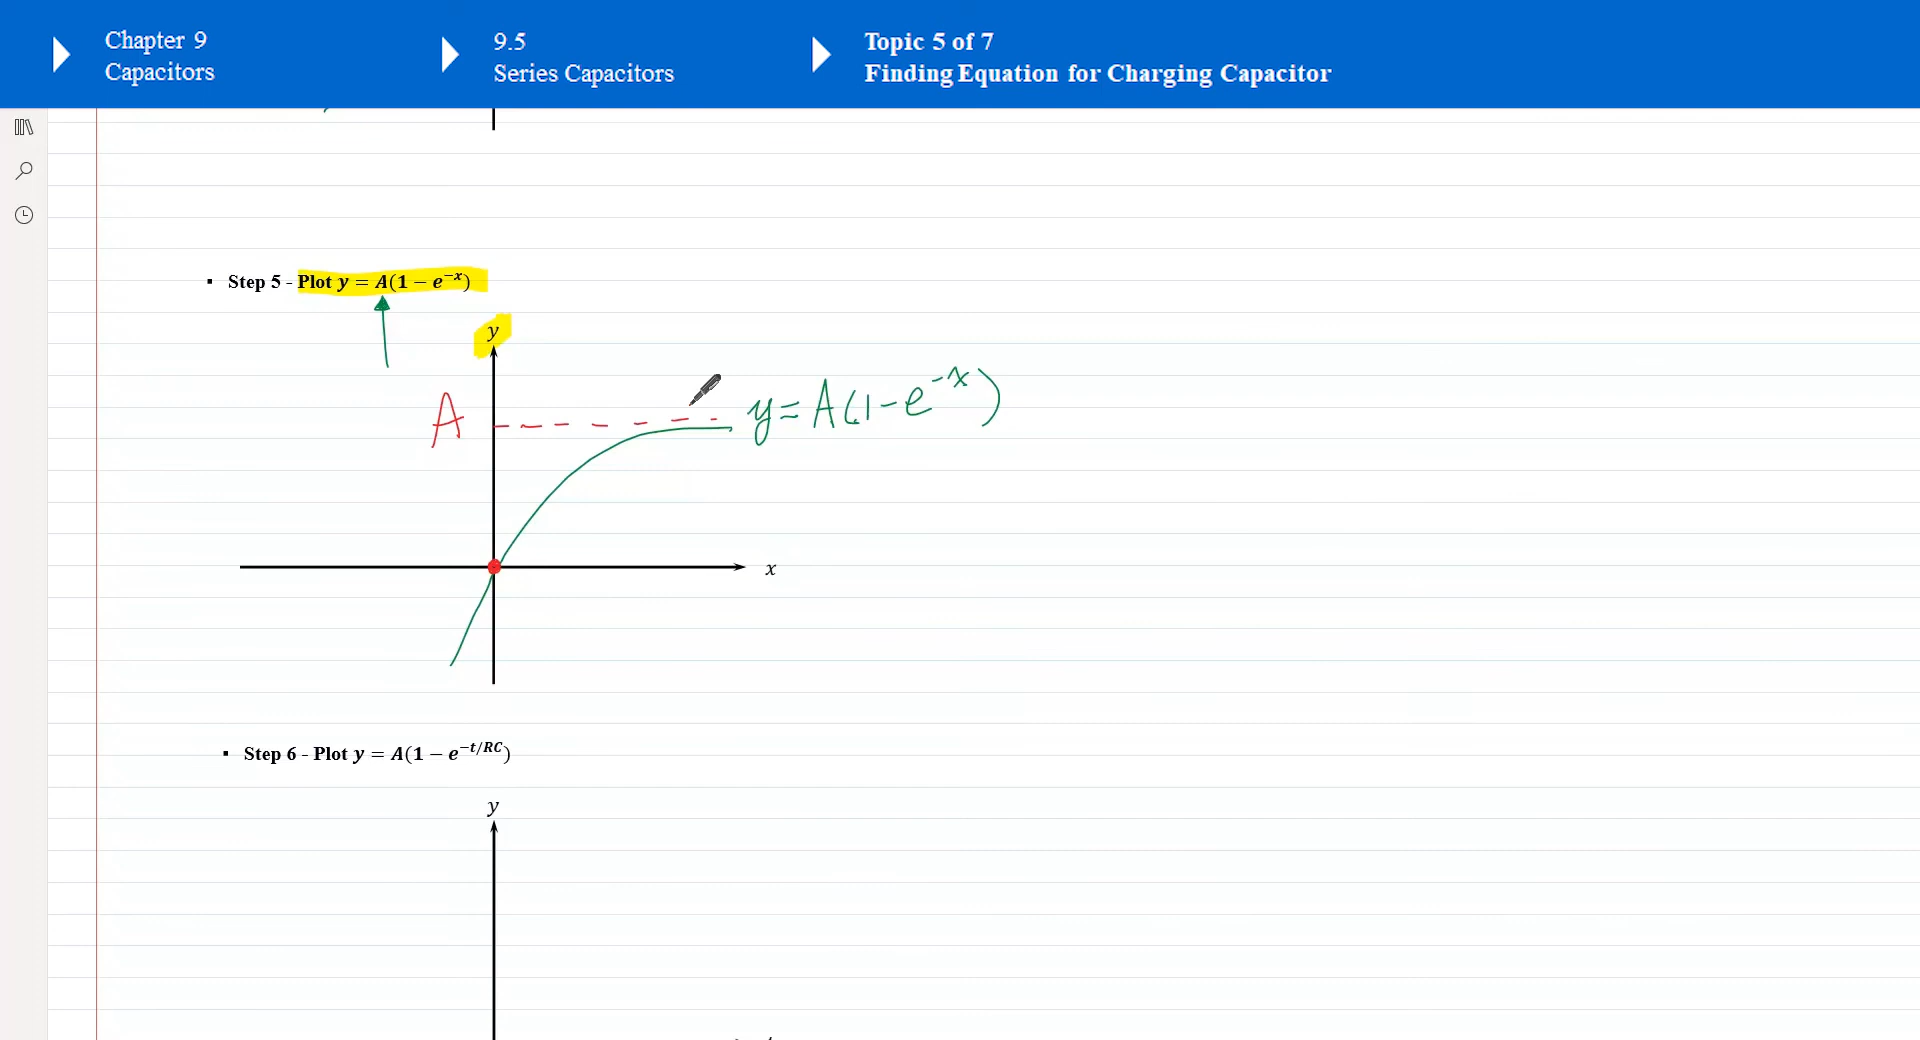 Chapter 9
Capacitors
9.5
Series Capacitors
Topic 5 of 7
Finding Equation for Charging Capacitor
▪ Step 5 - Plot y = A(1 − e^−x)
y
A
y = A(1 − e^−x)
x
▪ Step 6 - Plot y = A(1 − e^−t/RC)
y